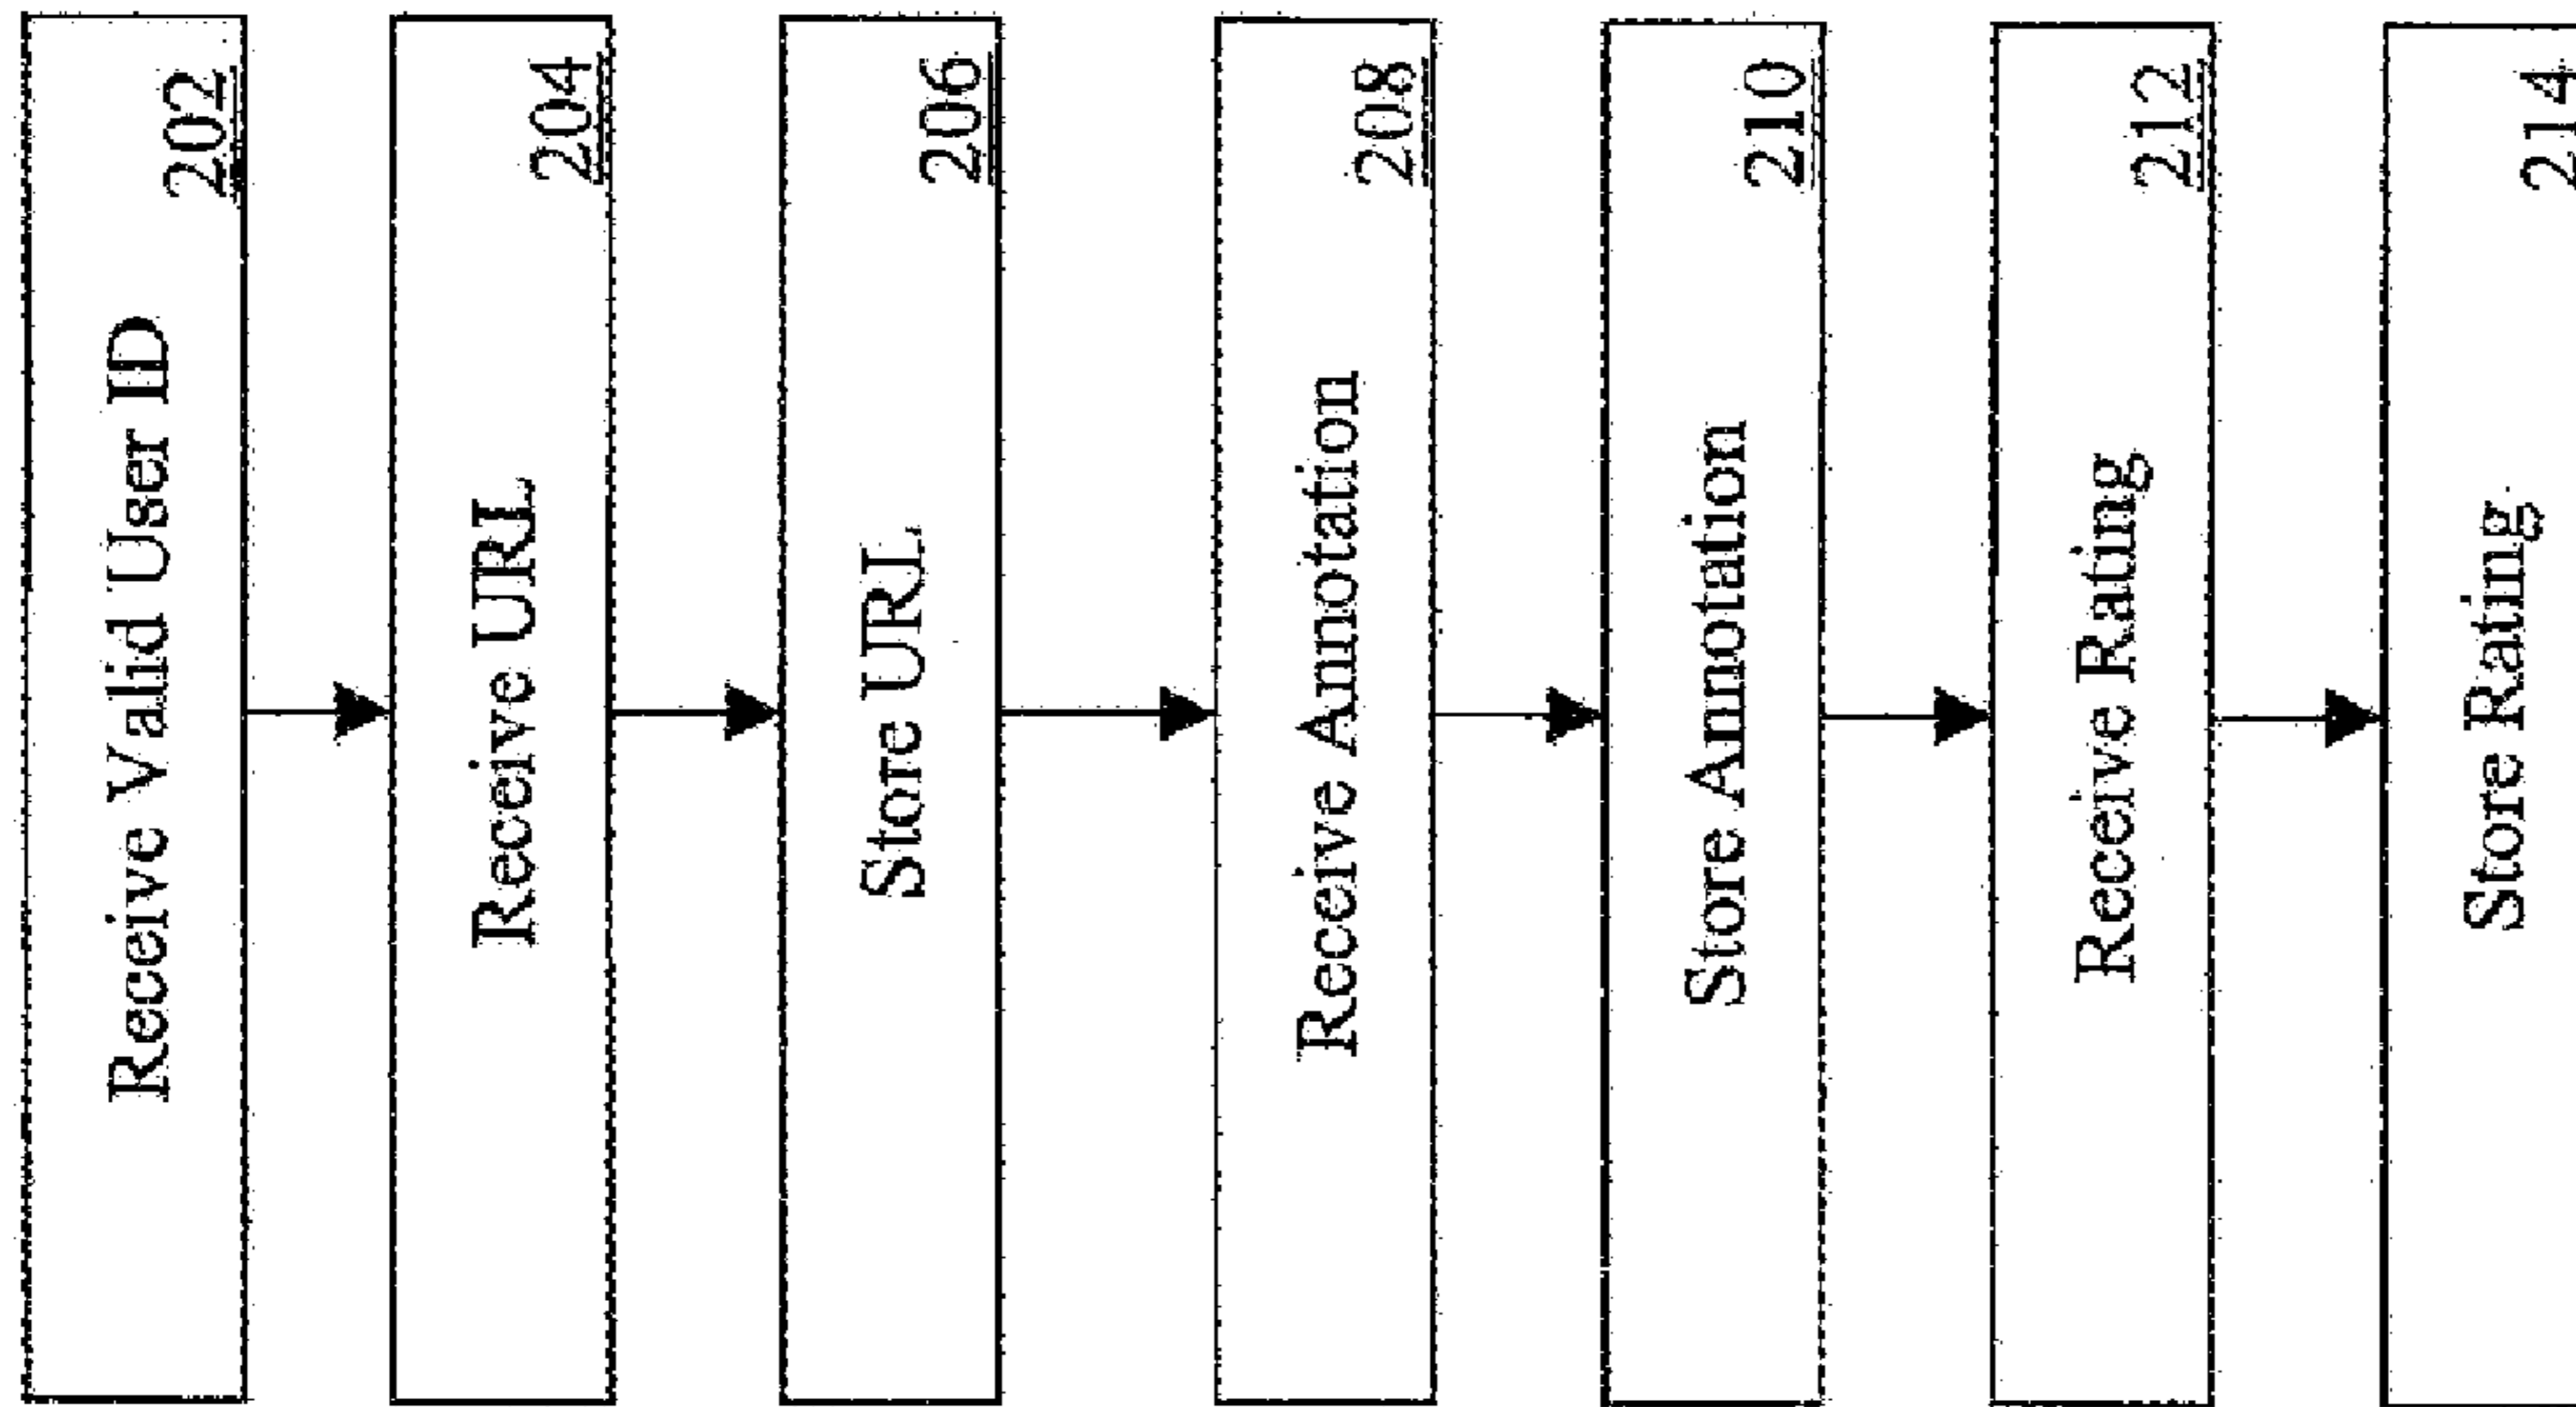 Receive Valid User ID
202
Receive URL
204
Store URL
206
Receive Annotation
208
Store Annotation
210
Receive Rating
212
Store Rating
214